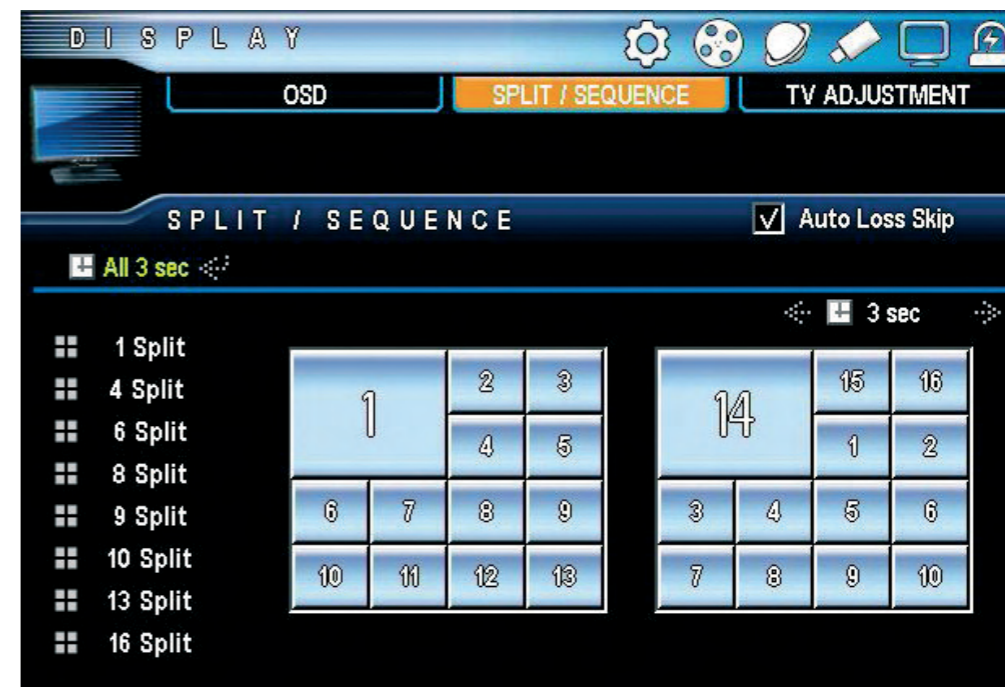 DISPLAY
OSD SPLIT / SEQUENCE TV ADJUSTMENT
SPLIT / SEQUENCE Auto Loss Skip
All 3 sec
3 sec
1 Split
4 Split
6 Split
8 Split
9 Split
10 Split
13 Split
16 Split
1 2 3
4 5
6 7 8 9
10 11 12 13
14 15 16
1 2
3 4 5 6
7 8 9 10